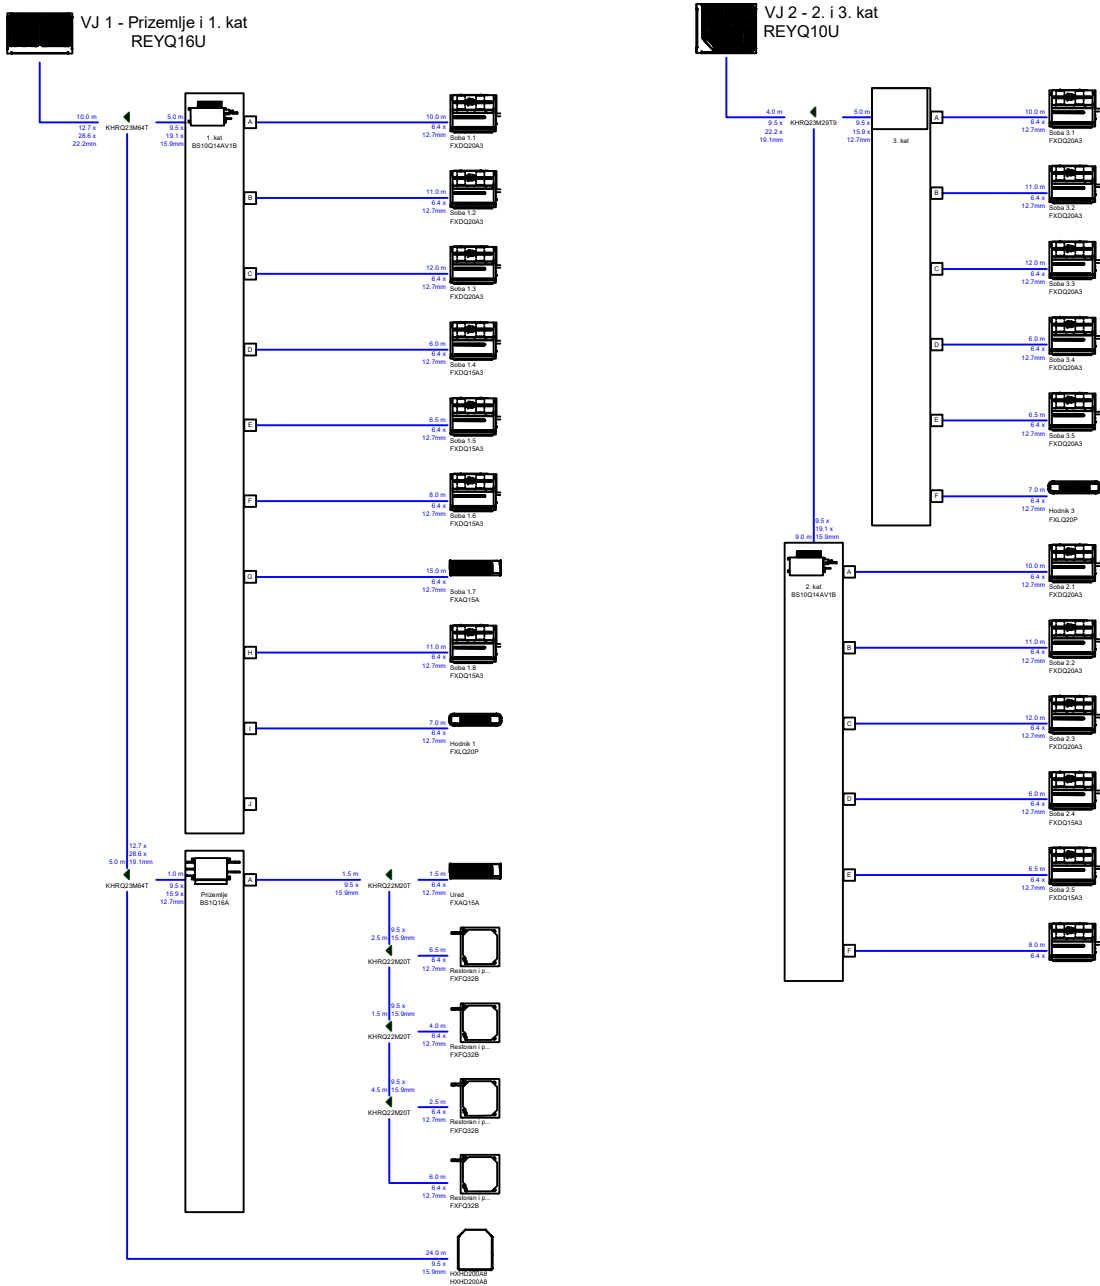 VJ 1 - Prizemlje i 1. kat
REYQ16U
10.0 m
12.7 x
28.6 x
22.2mm
KHRQ23M64T
5.0 m
9.5 x
19.1 x
15.9mm
1. kat
BS10Q14AV1B
A
10.0 m
6.4 x
12.7mm
Soba 1.1
FXDQ20A3
B
11.0 m
6.4 x
12.7mm
Soba 1.2
FXDQ20A3
C
12.0 m
6.4 x
12.7mm
Soba 1.3
FXDQ20A3
D
6.0 m
6.4 x
12.7mm
Soba 1.4
FXDQ15A3
E
6.5 m
6.4 x
12.7mm
Soba 1.5
FXDQ15A3
F
8.0 m
6.4 x
12.7mm
Soba 1.6
FXDQ15A3
G
15.0 m
6.4 x
12.7mm
Soba 1.7
FXAQ15A
H
11.0 m
6.4 x
12.7mm
Soba 1.8
FXDQ15A3
I
7.0 m
6.4 x
12.7mm
Hodnik 1
FXLQ20P
J
12.7 x
28.6 x
5.0 m 19.1mm
KHRQ23M64T
1.0 m
9.5 x
15.9 x
12.7mm
Prizemlje
BS1Q16A
A
1.5 m
9.5 x
15.9mm
KHRQ22M20T
1.5 m
6.4 x
12.7mm
Ured
FXAQ15A
9.5 x
2.5 m 15.9mm
KHRQ22M20T
6.5 m
6.4 x
12.7mm
Restoran i p...
FXFQ32B
9.5 x
1.5 m 15.9mm
KHRQ22M20T
4.0 m
6.4 x
12.7mm
Restoran i p...
FXFQ32B
9.5 x
4.5 m 15.9mm
KHRQ22M20T
2.5 m
6.4 x
12.7mm
Restoran i p...
FXFQ32B
6.0 m
6.4 x
12.7mm
Restoran i p...
FXFQ32B
24.0 m
9.5 x
15.9mm
HXHD200A8
HXHD200A8
VJ 2 - 2. i 3. kat
REYQ10U
4.0 m
9.5 x
22.2 x
19.1mm
KHRQ23M29T9
5.0 m
9.5 x
15.9 x
12.7mm
3. kat
A
10.0 m
6.4 x
12.7mm
Soba 3.1
FXDQ20A3
B
11.0 m
6.4 x
12.7mm
Soba 3.2
FXDQ20A3
C
12.0 m
6.4 x
12.7mm
Soba 3.3
FXDQ20A3
D
6.0 m
6.4 x
12.7mm
Soba 3.4
FXDQ20A3
E
6.5 m
6.4 x
12.7mm
Soba 3.5
FXDQ20A3
F
7.0 m
6.4 x
12.7mm
Hodnik 3
FXLQ20P
9.5 x
19.1 x
9.0 m 15.9mm
2. kat
BS10Q14AV1B
A
10.0 m
6.4 x
12.7mm
Soba 2.1
FXDQ20A3
B
11.0 m
6.4 x
12.7mm
Soba 2.2
FXDQ20A3
C
12.0 m
6.4 x
12.7mm
Soba 2.3
FXDQ20A3
D
6.0 m
6.4 x
12.7mm
Soba 2.4
FXDQ15A3
E
6.5 m
6.4 x
12.7mm
Soba 2.5
FXDQ15A3
F
8.0 m
6.4 x